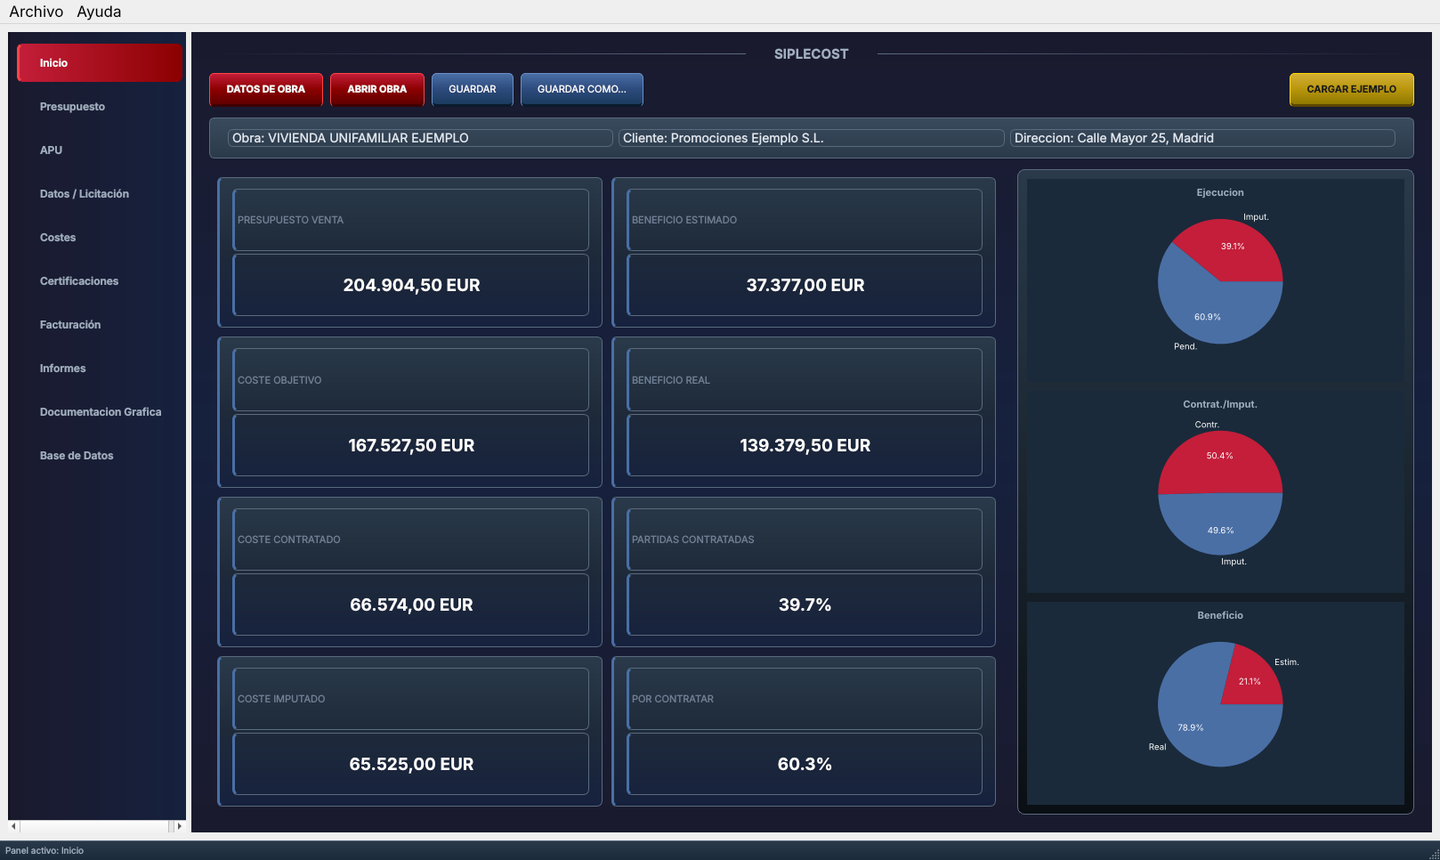 Archivo Ayuda
Inicio
Presupuesto
APU
Datos / Licitación
Costes
Certificaciones
Facturación
Informes
Documentacion Grafica
Base de Datos
SIPLECOST
DATOS DE OBRA ABRIR OBRA GUARDAR GUARDAR COMO... CARGAR EJEMPLO
Obra: VIVIENDA UNIFAMILIAR EJEMPLO Cliente: Promociones Ejemplo S.L. Direccion: Calle Mayor 25, Madrid
PRESUPUESTO VENTA
204.904,50 EUR
BENEFICIO ESTIMADO
37.377,00 EUR
COSTE OBJETIVO
167.527,50 EUR
BENEFICIO REAL
139.379,50 EUR
COSTE CONTRATADO
66.574,00 EUR
PARTIDAS CONTRATADAS
39.7%
COSTE IMPUTADO
65.525,00 EUR
POR CONTRATAR
60.3%
Ejecucion
Imput.
39.1%
60.9%
Pend.
Contrat./Imput.
Contr.
50.4%
49.6%
Imput.
Beneficio
Estim.
21.1%
78.9%
Real
Panel activo: Inicio